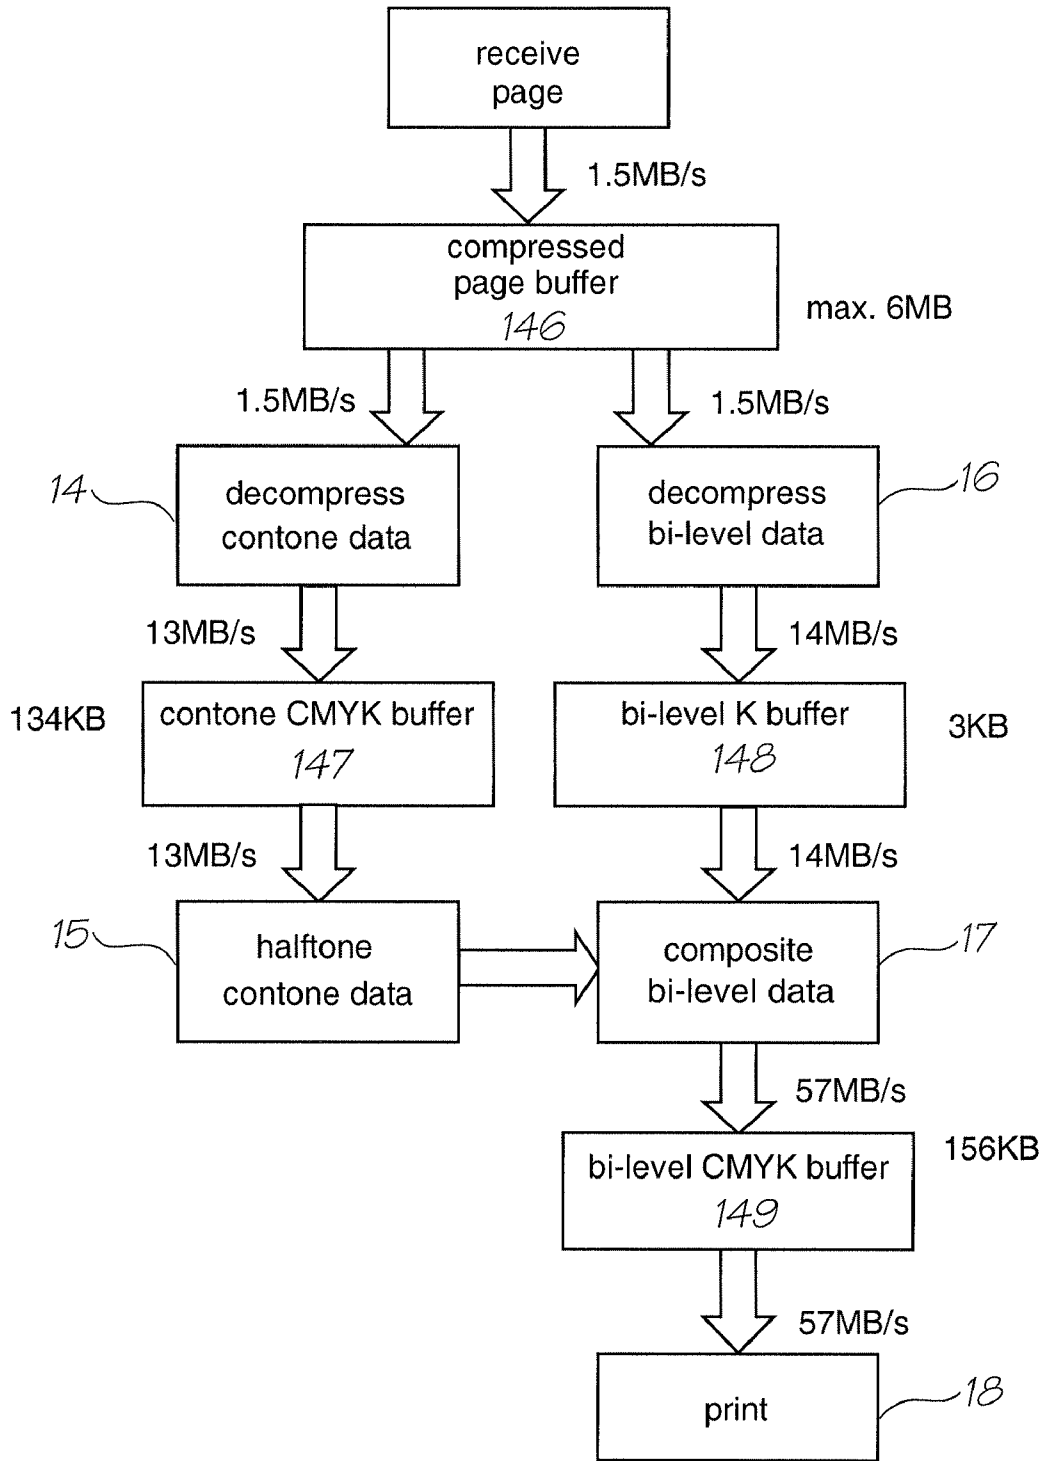 receive
page
1.5MB/s
compressed
page buffer
146
max. 6MB
1.5MB/s
1.5MB/s
14
decompress
contone data
decompress
bi-level data
16
13MB/s
14MB/s
134KB
contone CMYK buffer
147
bi-level K buffer
148
3KB
13MB/s
14MB/s
15
halftone
contone data
composite
bi-level data
17
57MB/s
bi-level CMYK buffer
149
156KB
57MB/s
print
18